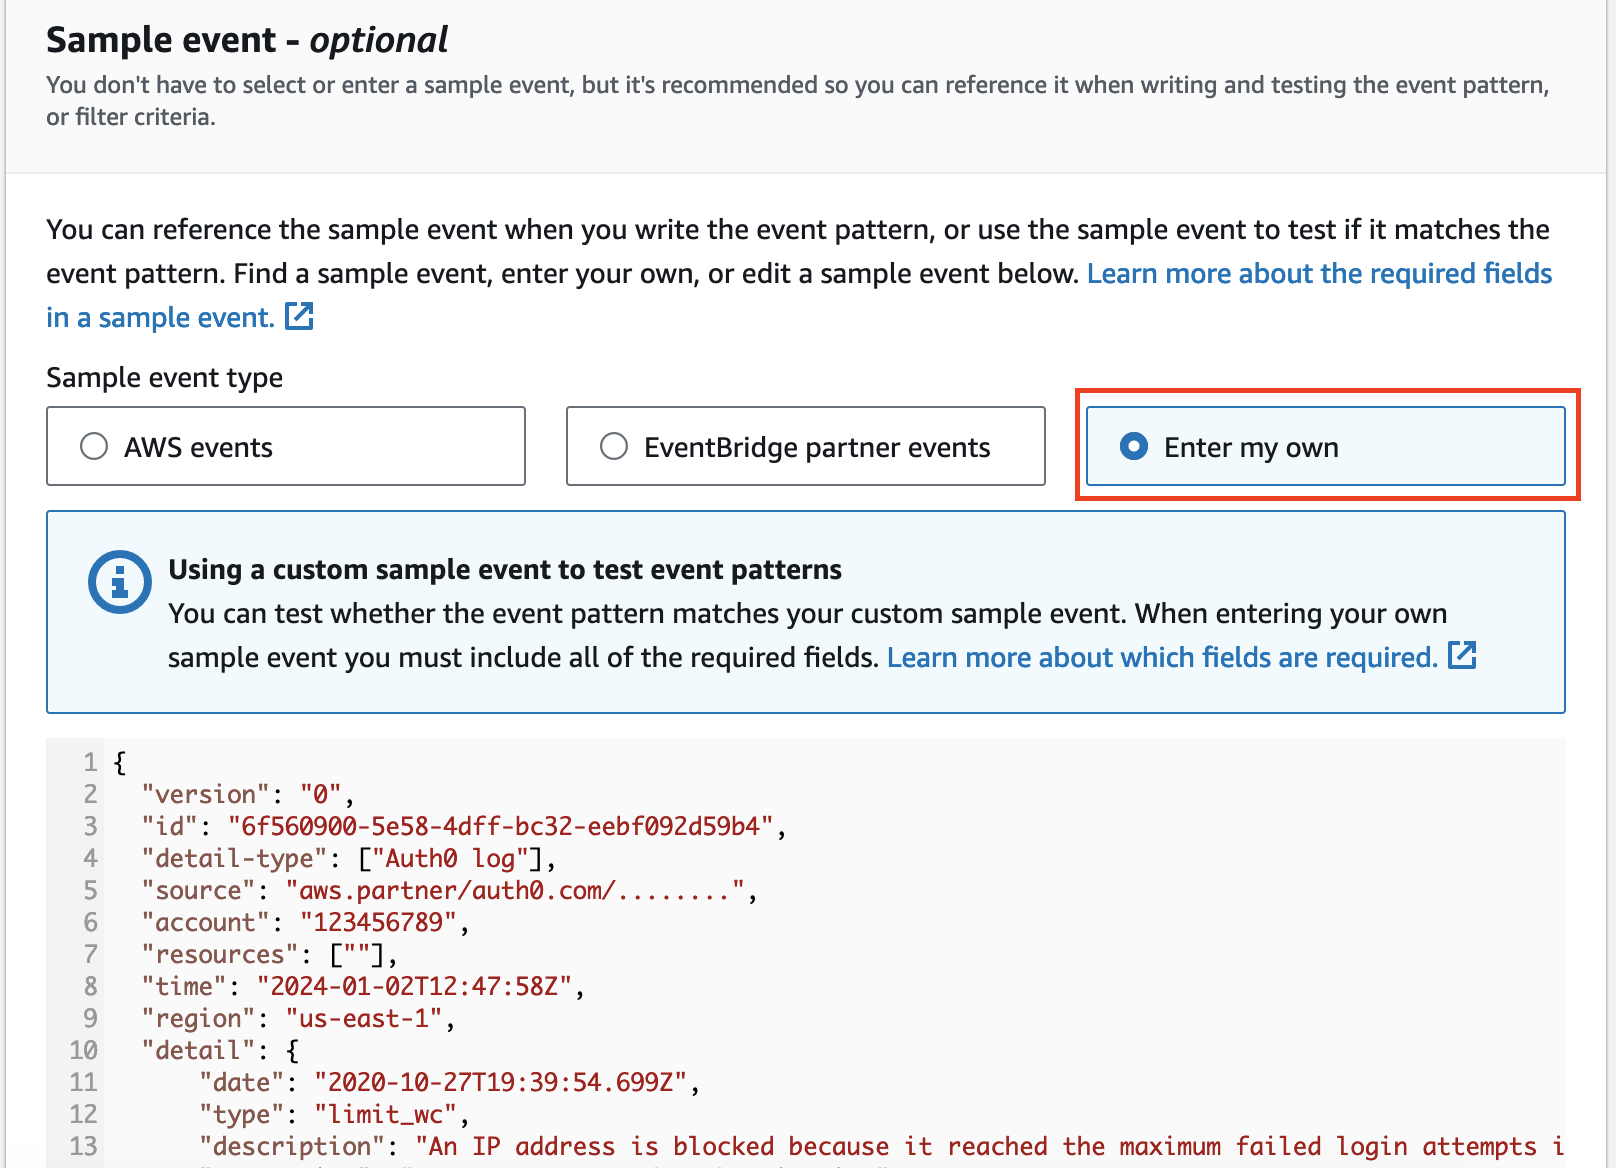 Sample event - optional
You don't have to select or enter a sample event, but it's recommended so you can reference it when writing and testing the event pattern,
or filter criteria.
You can reference the sample event when you write the event pattern, or use the sample event to test if it matches the
event pattern. Find a sample event, enter your own, or edit a sample event below. Learn more about the required fields
in a sample event.
Sample event type
AWS events
EventBridge partner events
Enter my own
Using a custom sample event to test event patterns
You can test whether the event pattern matches your custom sample event. When entering your own
sample event you must include all of the required fields. Learn more about which fields are required.
1 {
2 "version": "0",
3 "id": "6f560900-5e58-4dff-bc32-eebf092d59b4",
4 "detail-type": ["Auth0 log"],
5 "source": "aws.partner/auth0.com/........",
6 "account": "123456789",
7 "resources": [""],
8 "time": "2024-01-02T12:47:58Z",
9 "region": "us-east-1",
10 "detail": {
11 "date": "2020-10-27T19:39:54.699Z",
12 "type": "limit_wc",
13 "description": "An IP address is blocked because it reached the maximum failed login attempts i